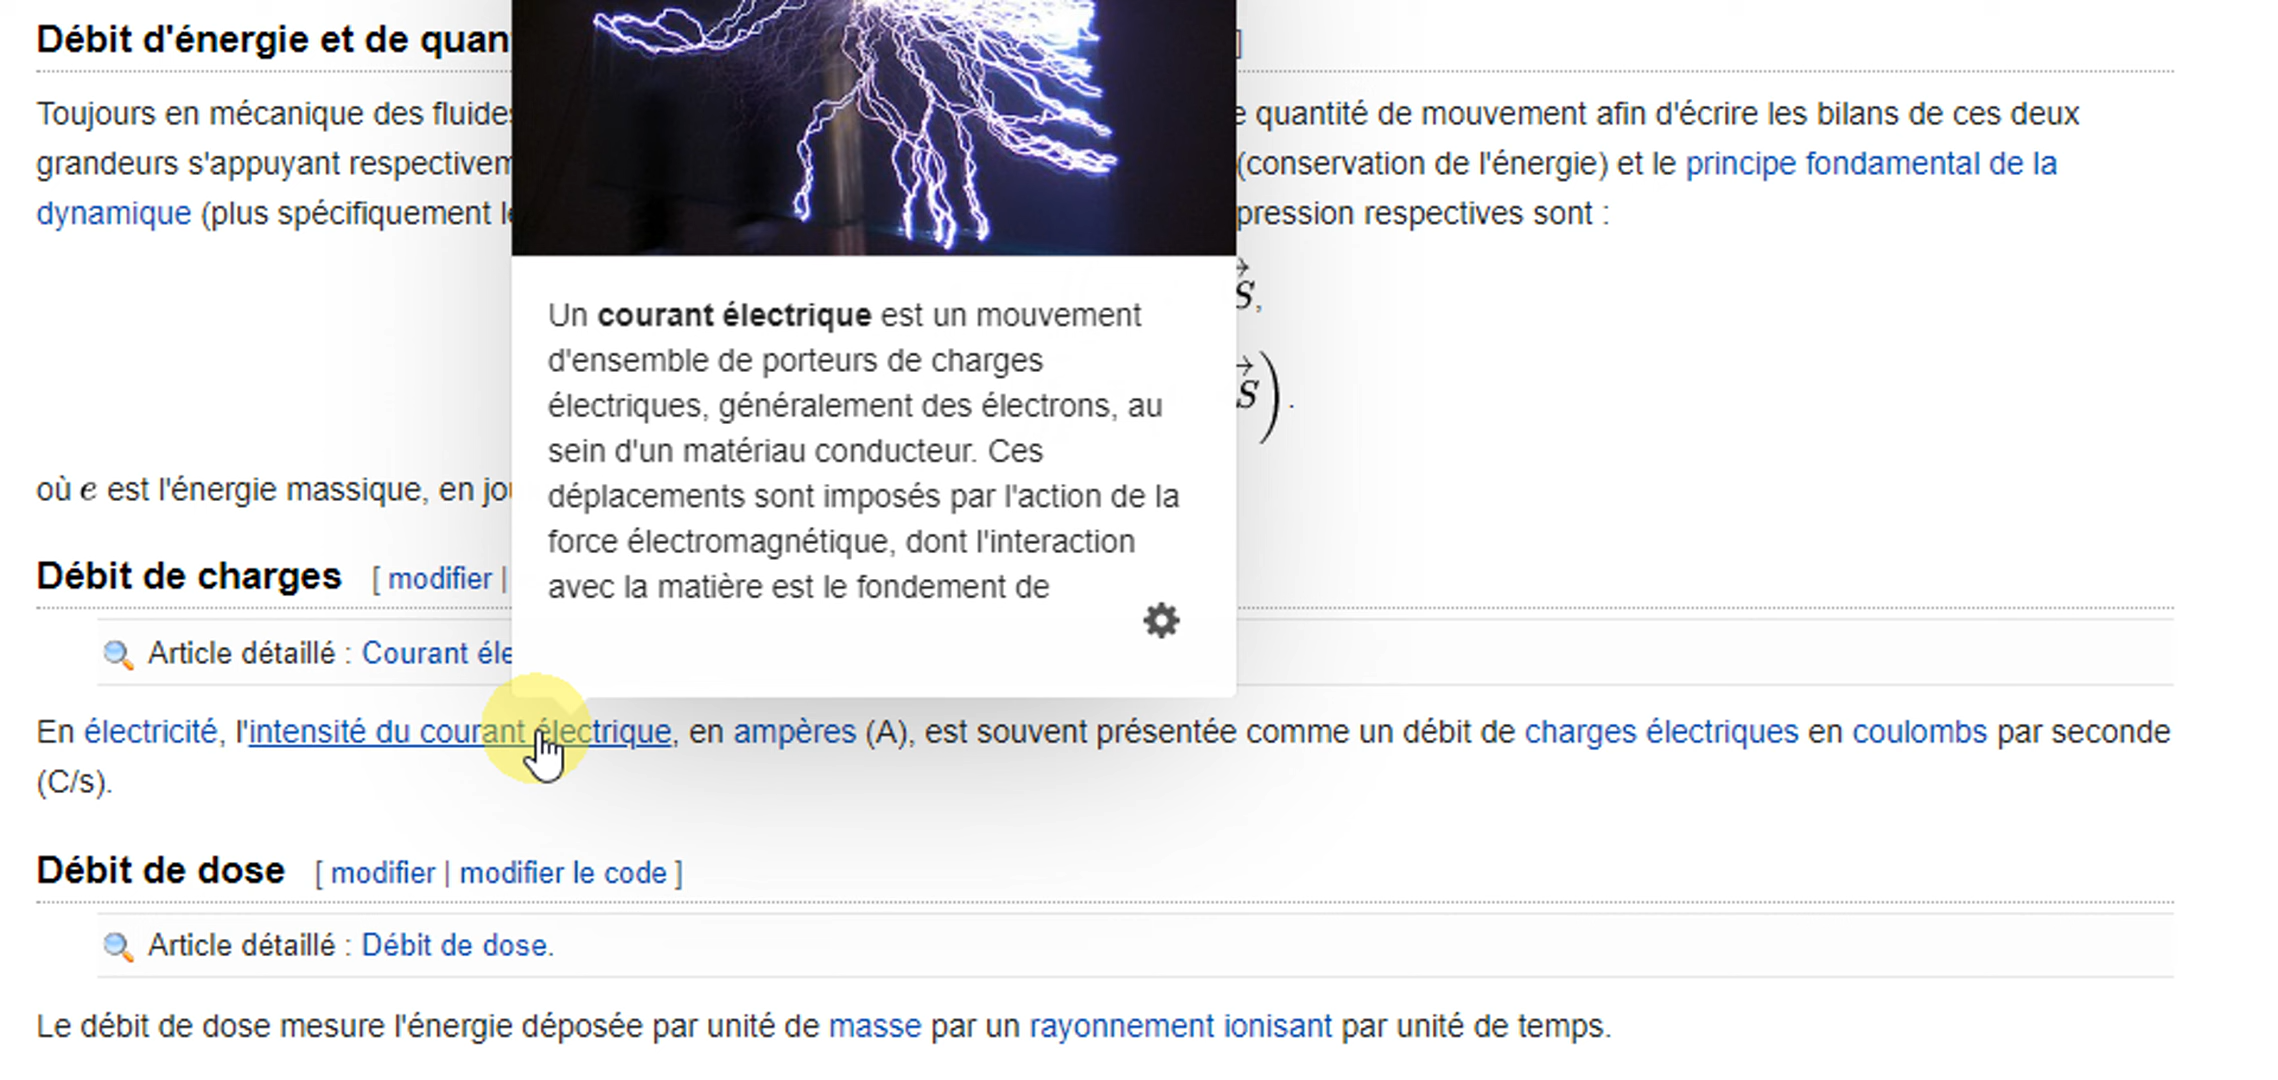 Débit d'énergie et de quan
]
Toujours en mécanique des fluides
quantité de mouvement afin d'écrire les bilans de ces deux
grandeurs s'appuyant
(conservation de l'énergie) et le principe fondamental de la
dynamique (plus spécifiquement
pression respectives sont :
S,
S).
Un courant électrique est un mouvement
d'ensemble de porteurs de charges
électriques, généralement des électrons, au
sein d'un matériau conducteur. Ces
déplacements sont imposés par l'action de la
force électromagnétique, dont l'interaction
avec la matière est le fondement de
où e est l'énergie massique, en
Débit de charges [ modifier |
Article détaillé : Courant éle
En électricité, l'intensité du courant électrique, en ampères (A), est souvent présentée comme un débit de charges électriques en coulombs par seconde
(C/s).
Débit de dose [ modifier | modifier le code ]
Article détaillé : Débit de dose.
Le débit de dose mesure l'énergie déposée par unité de masse par un rayonnement ionisant par unité de temps.